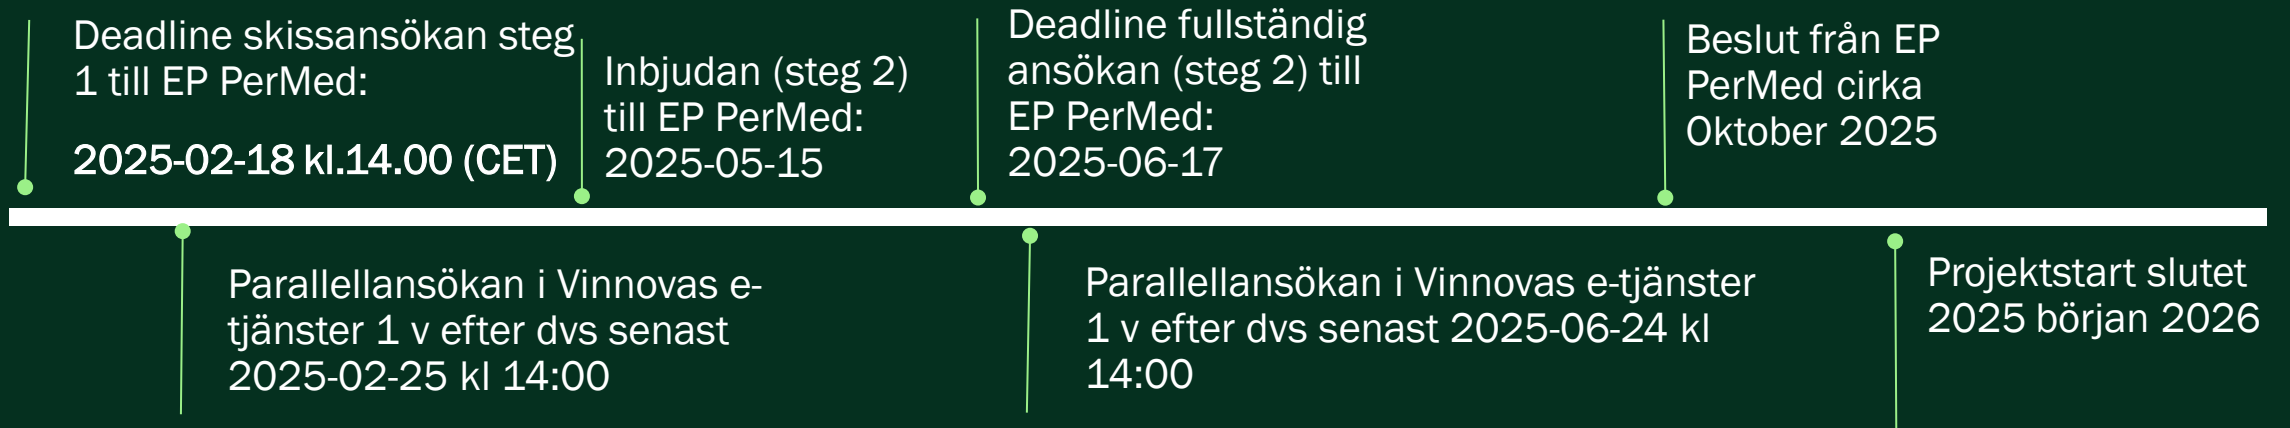 Deadline skissansökan steg
1 till EP PerMed:
2025-02-18 kl.14.00 (CET)
Inbjudan (steg 2)
till EP PerMed:
2025-05-15
Deadline fullständig
ansökan (steg 2) till
EP PerMed:
2025-06-17
Beslut från EP
PerMed cirka
Oktober 2025
Parallellansökan i Vinnovas e-
tjänster 1 v efter dvs senast
2025-02-25 kl 14:00
Parallellansökan i Vinnovas e-tjänster
1 v efter dvs senast 2025-06-24 kl
14:00
Projektstart slutet
2025 början 2026